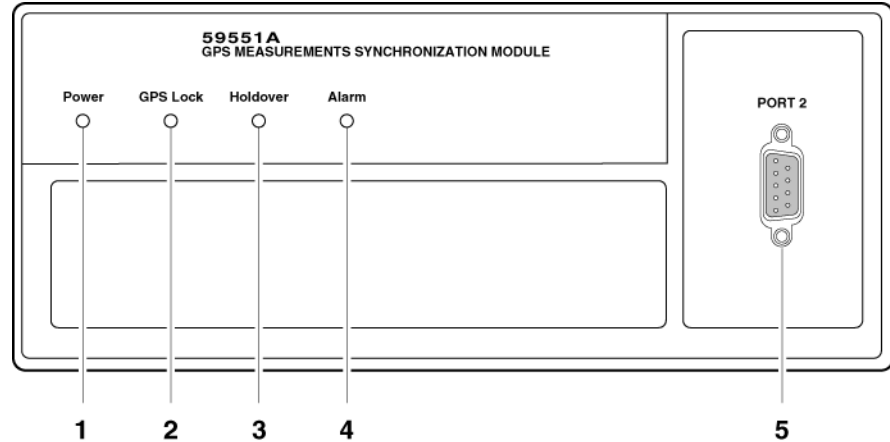 59551A
GPS MEASUREMENTS SYNCHRONIZATION MODULE
Power GPS Lock Holdover Alarm
PORT 2
1 2 3 4 5